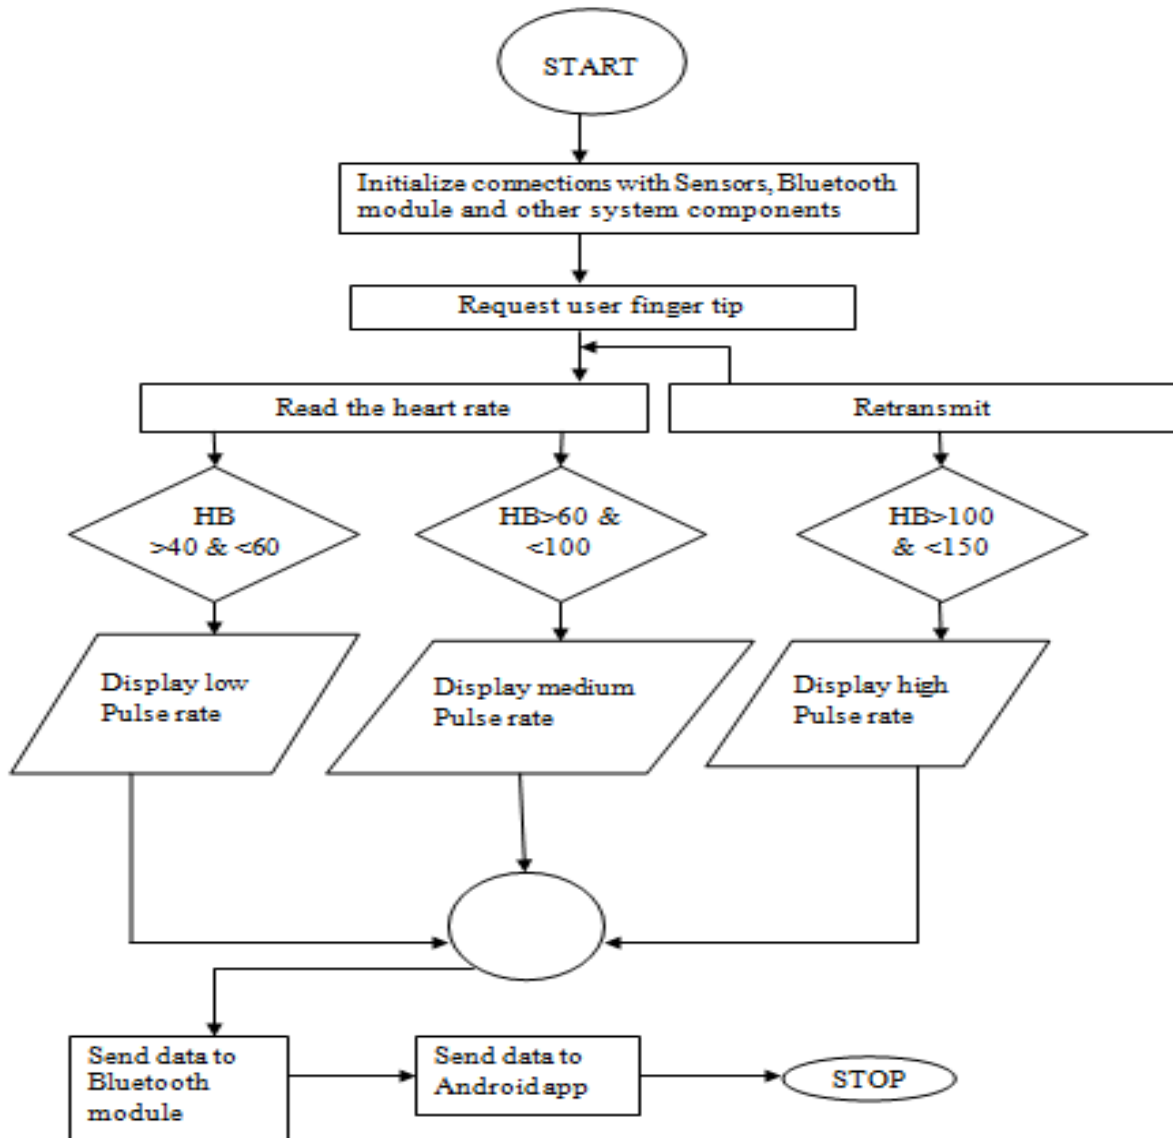 START
Initialize connections with Sensors, Bluetooth
module and other system components
Request user finger tip
Read the heart rate
Retransmit
HB
>40 & <60
HB>60 &
<100
HB>100
& <150
Display low
Pulse rate
Display medium
Pulse rate
Display high
Pulse rate
Send data to
Bluetooth
module
Send data to
Android app
STOP